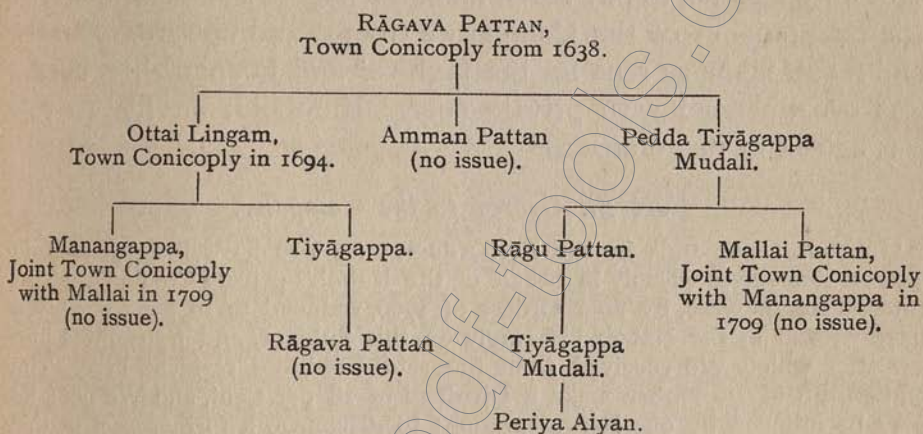 RĀGAVA PATTAN,
Town Conicoply from 1638.
Ottai Lingam,
Town Conicoply in 1694.
Amman Pattan
(no issue).
Pedda Tiyāgappa
Mudali.
Manangappa,
Joint Town Conicoply
with Mallai in 1709
(no issue).
Tiyāgappa.
Rāgu Pattan.
Mallai Pattan,
Joint Town Conicoply
with Manangappa in
1709 (no issue).
Rāgava Pattan
(no issue).
Tiyāgappa
Mudali.
Periya Aiyan.